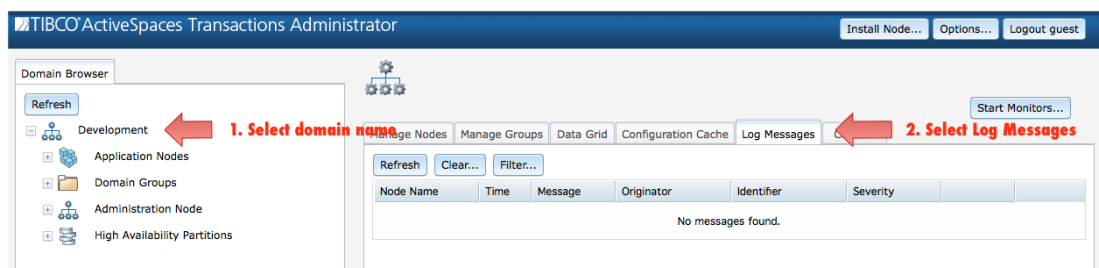 TIBCO® ActiveSpaces Transactions Administrator
Install Node... Options... Logout guest
Domain Browser
Refresh
Start Monitors...
Development
1. Select domain name
Manage Nodes Manage Groups Data Grid Configuration Cache Log Messages
2. Select Log Messages
Refresh Clear... Filter...
Application Nodes
Domain Groups
Administration Node
High Availability Partitions
Node Name Time Message Originator Identifier Severity
No messages found.